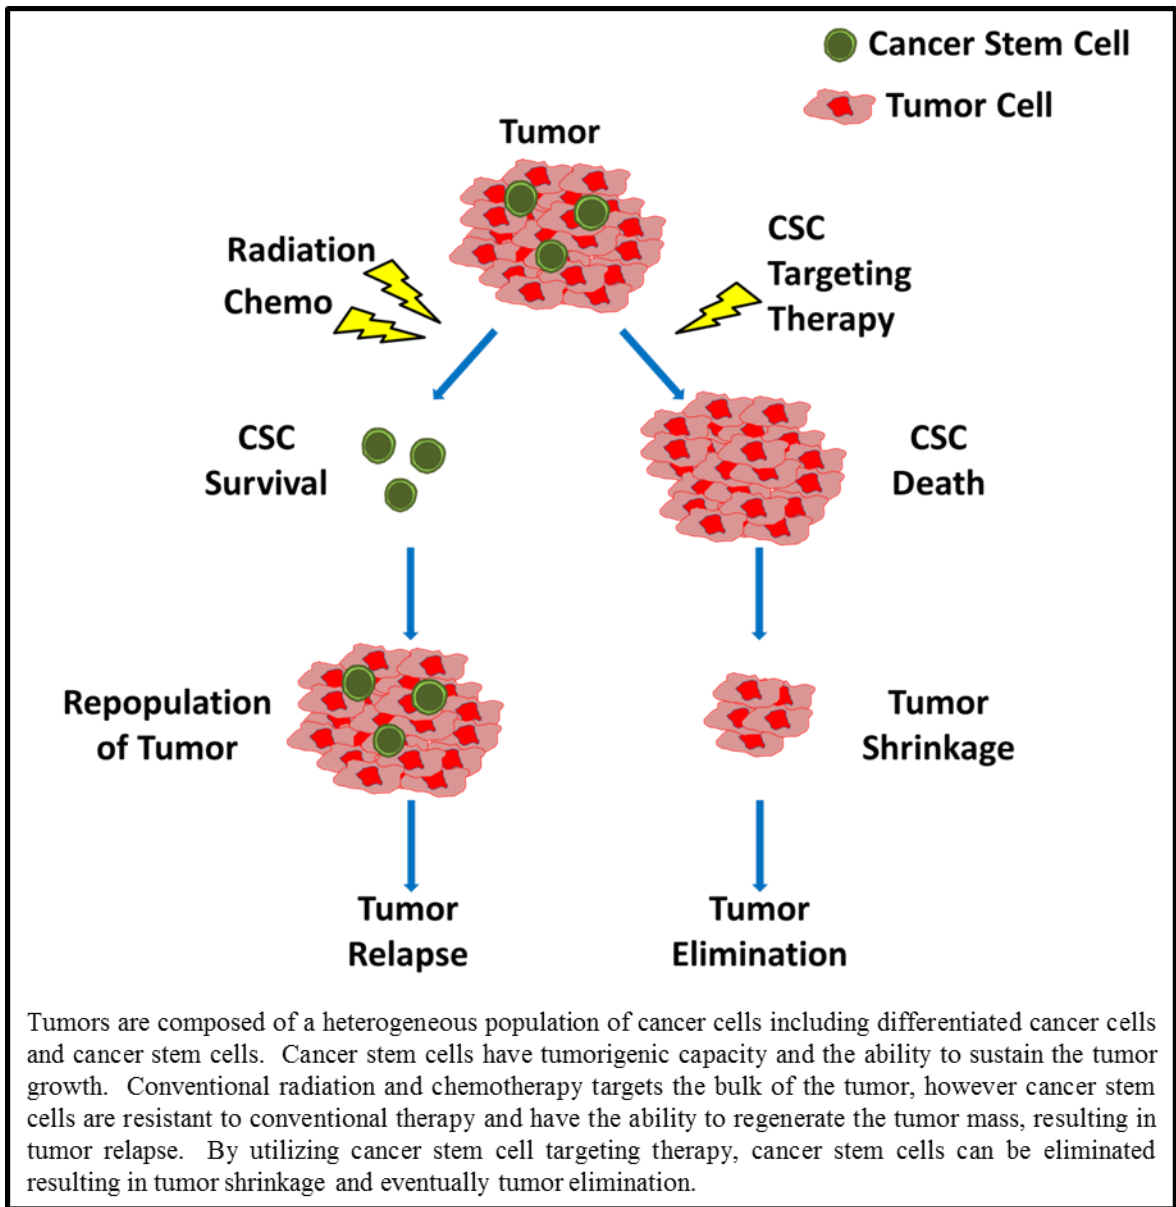 Cancer Stem Cell
Tumor Cell
Tumor
Radiation
Chemo
CSC
Targeting
Therapy
CSC
Survival
CSC
Death
Repopulation
of Tumor
Tumor
Shrinkage
Tumor
Relapse
Tumor
Elimination
Tumors are composed of a heterogeneous population of cancer cells including differentiated cancer cells
and cancer stem cells.  Cancer stem cells have tumorigenic capacity and the ability to sustain the tumor
growth.  Conventional radiation and chemotherapy targets the bulk of the tumor, however cancer stem
cells are resistant to conventional therapy and have the ability to regenerate the tumor mass, resulting in
tumor relapse.  By utilizing cancer stem cell targeting therapy, cancer stem cells can be eliminated
resulting in tumor shrinkage and eventually tumor elimination.